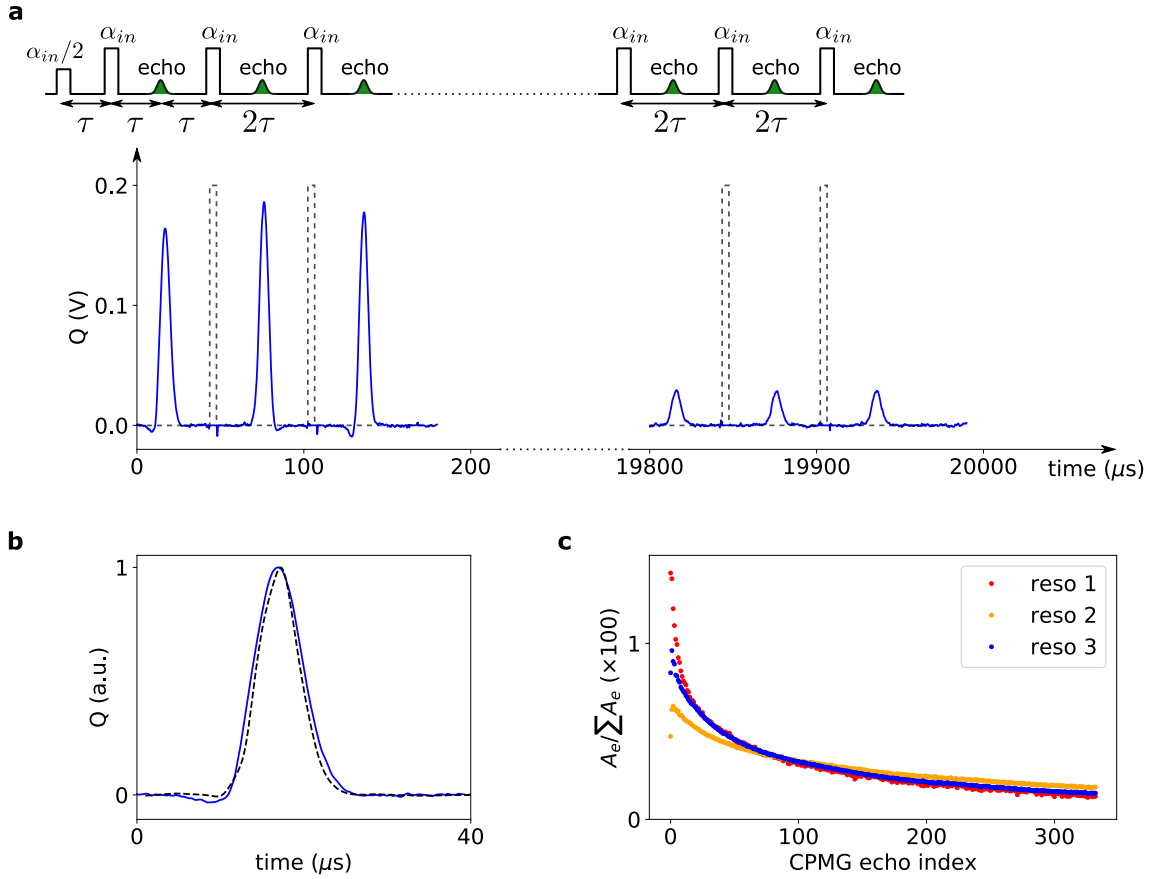 a
α_in/2 α_in α_in α_in α_in α_in α_in
echo echo echo echo echo echo
τ τ τ 2τ 2τ 2τ
0.2
0.1
0.0
Q (V)
0 100 200 19800 19900 20000 time (μs)
b
1
0
Q (a.u.)
0 40
time (μs)
c
1
0
A_e/∑A_e (×100)
reso 1
reso 2
reso 3
0 100 200 300
CPMG echo index